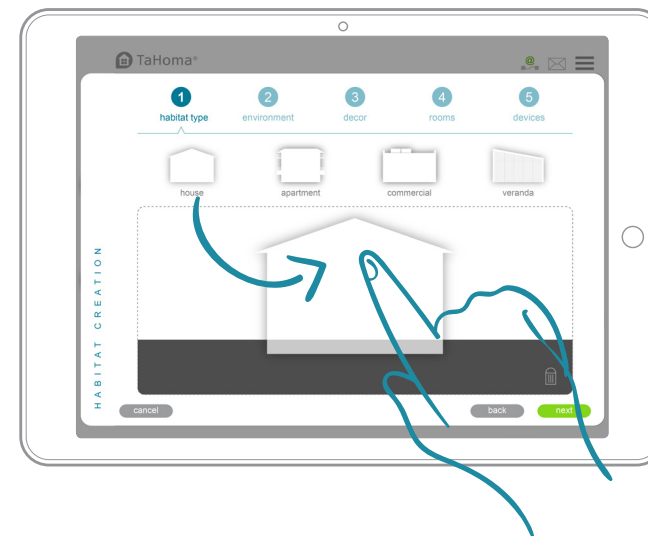 TaHoma®
@
1 2 3 4 5
habitat type environment decor rooms devices
house apartment commercial veranda
HABITAT CREATION
cancel back next